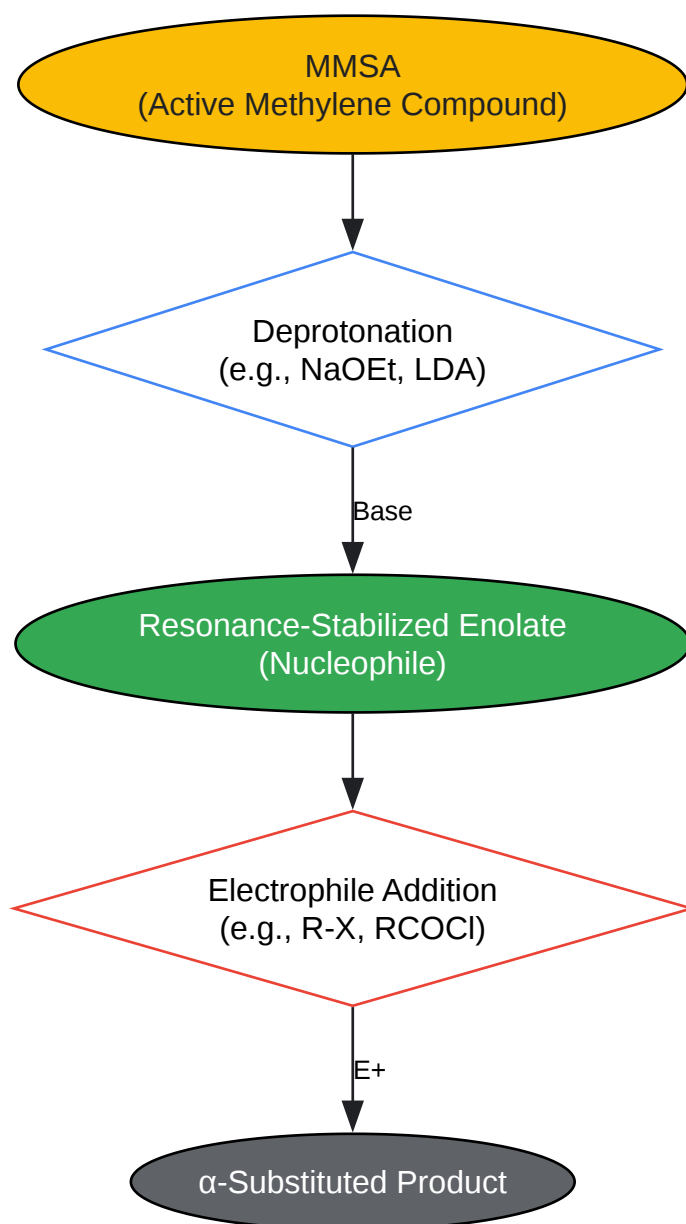 MMSA
(Active Methylene Compound)
Deprotonation
(e.g., NaOEt, LDA)
Base
Resonance-Stabilized Enolate
(Nucleophile)
Electrophile Addition
(e.g., R-X, RCOCl)
E+
α-Substituted Product